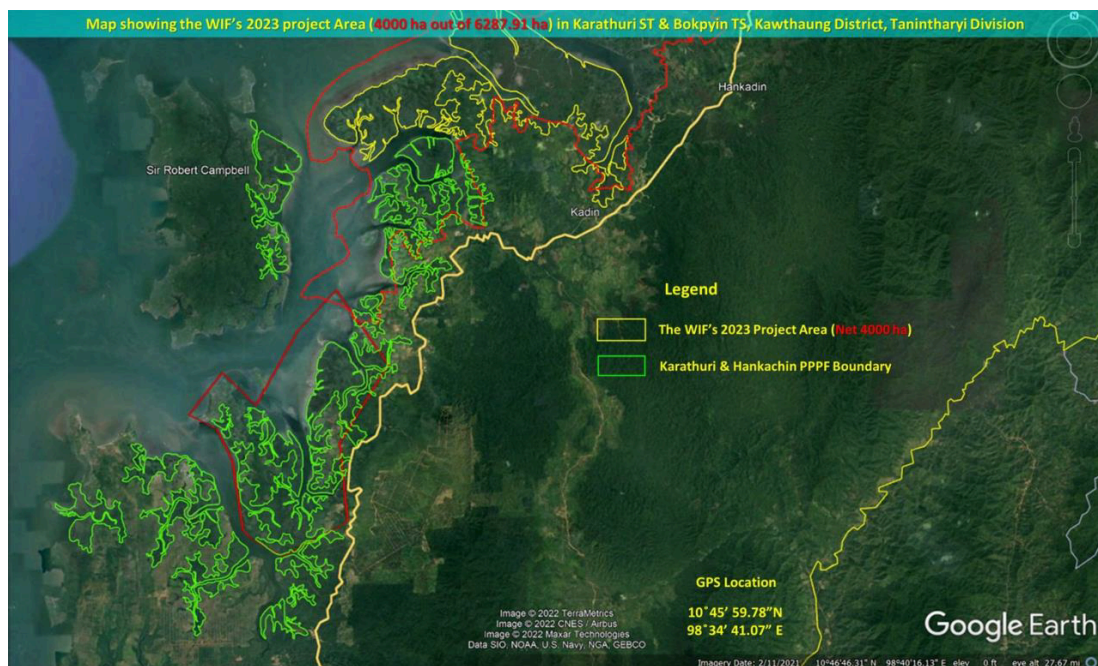 Map showing the WIF's 2023 project Area (4000 ha out of 6287.91 ha) in Karathuri ST & Bokpyin TS, Kawthaung District, Tanintharyi Division
N
Hankadin
Sir Robert Campbell
Kadin
Legend
The WIF's 2023 Project Area (Net 4000 ha)
Karathuri & Hankachin PPPF Boundary
GPS Location
10˚45' 59.78"N
98˚34' 41.07" E
Image © 2022 TerraMetrics
Image © 2022 CNES / Airbus
Image © 2022 Maxar Technologies
Data SIO, NOAA, U.S. Navy, NGA, GEBCO
Google Earth
Imagery Date: 2/11/2021 10°46'46.31" N 98°40'16.13" E elev 0 ft eye alt 27.67 mi